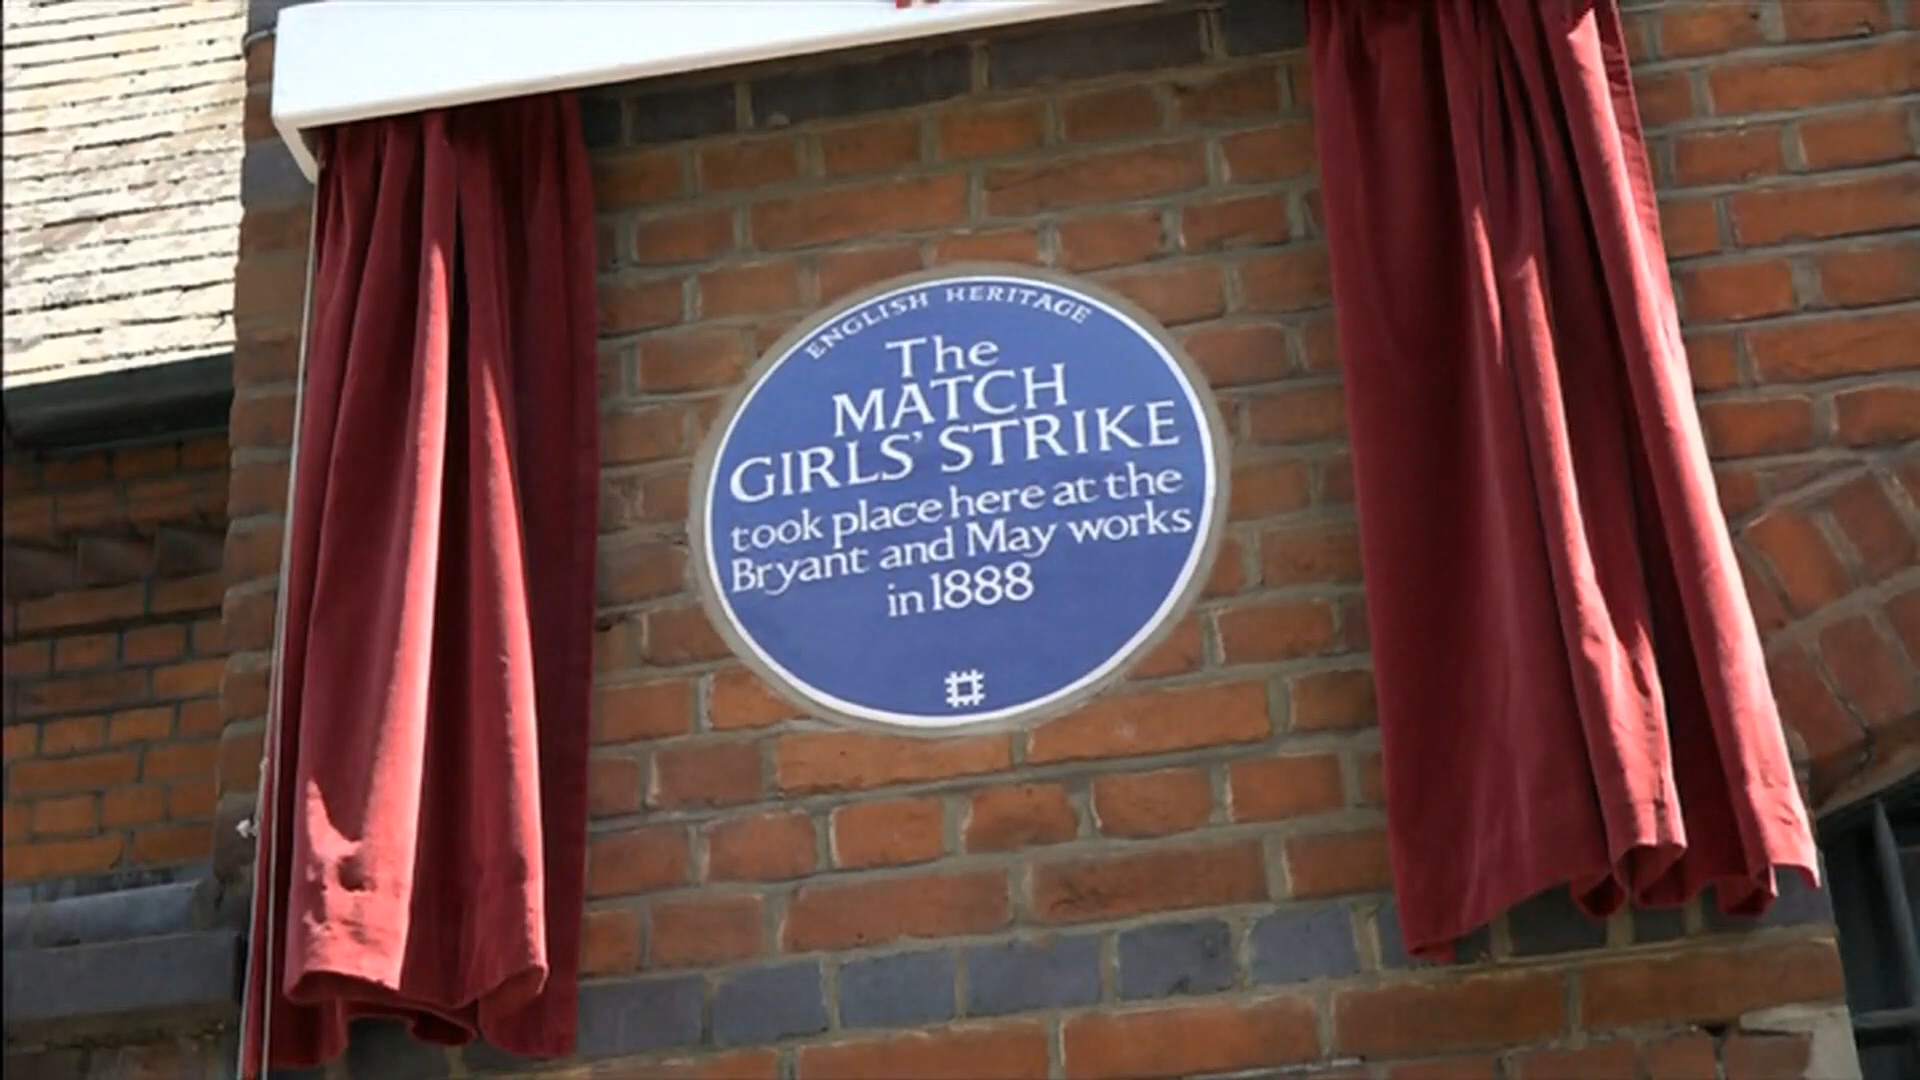 ENGLISH HERITAGE
The
MATCH
GIRLS' STRIKE
took place here at the
Bryant and May works
in 1888